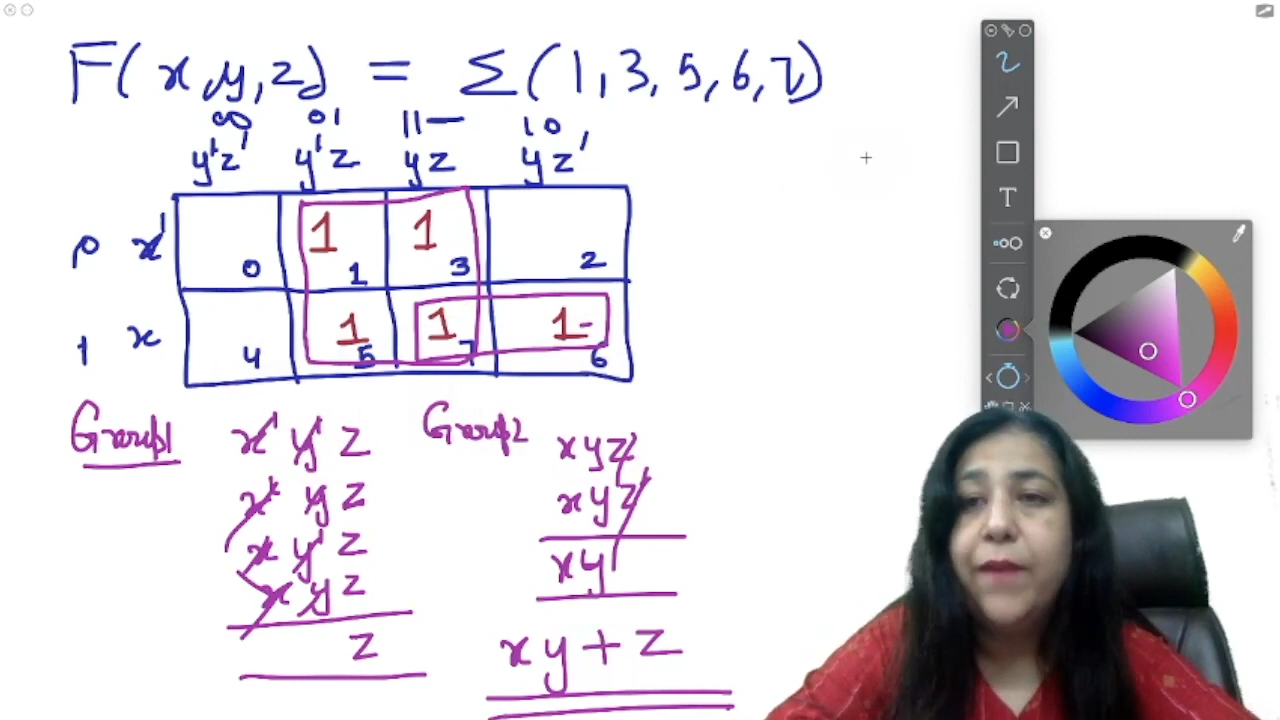 F(x,y,z) = Σ(1,3,5,6,7)
00 01 11 10
y'z' y'z yz yz'
0 x' 1 1
0 1 3 2
1 x 1 1 1
4 5 7 6
Group1 x'y'z Group2 xyz
x'yz xyz'
xy'z xy
xyz
z xy+z
T